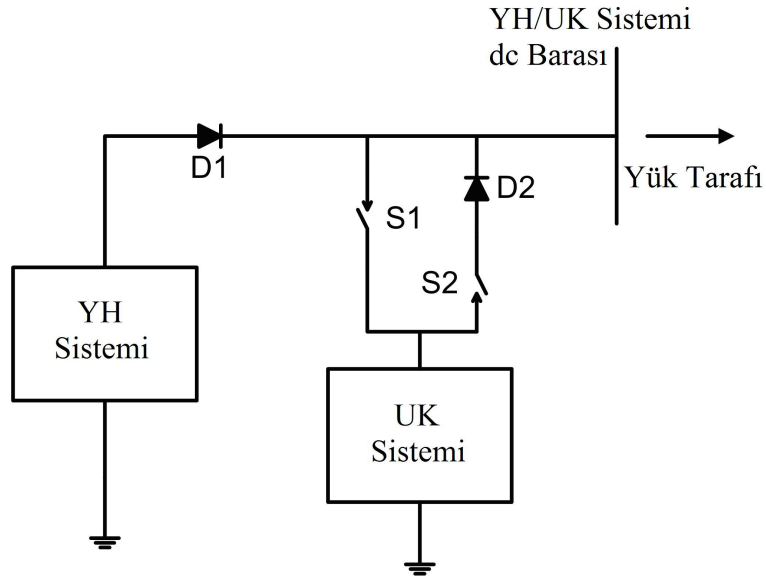 YH/UK Sistemi
dc Barası
D1
Yük Tarafı
D2
S1
S2
YH
Sistemi
UK
Sistemi